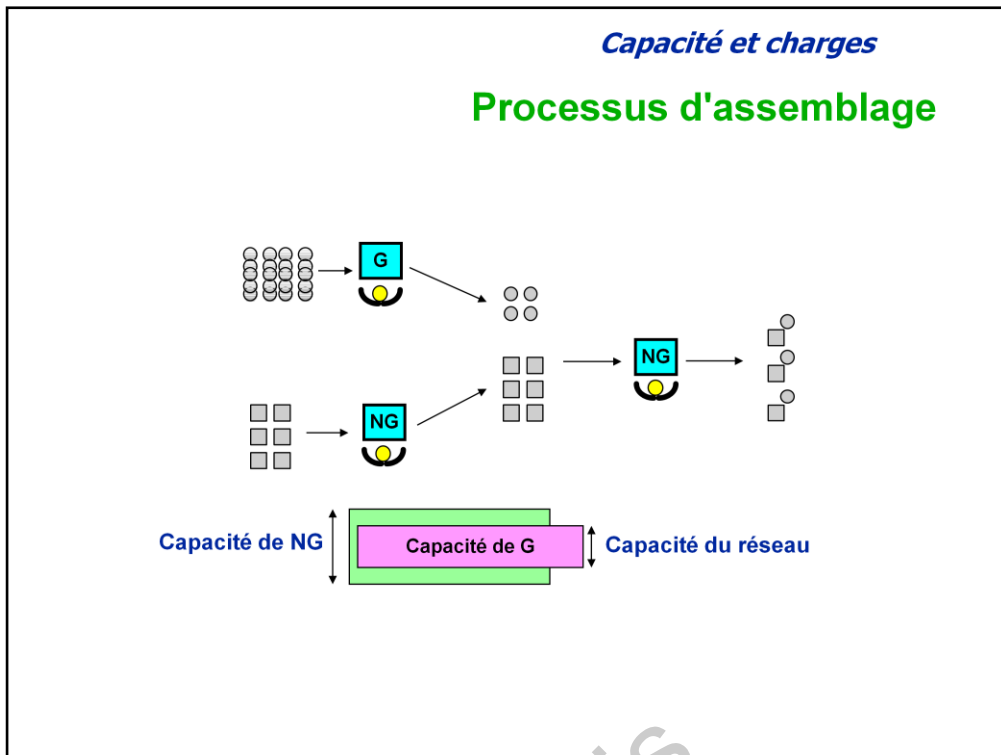 Capacité et charges
Processus d'assemblage
G
NG
NG
Capacité de NG
Capacité de G
Capacité du réseau